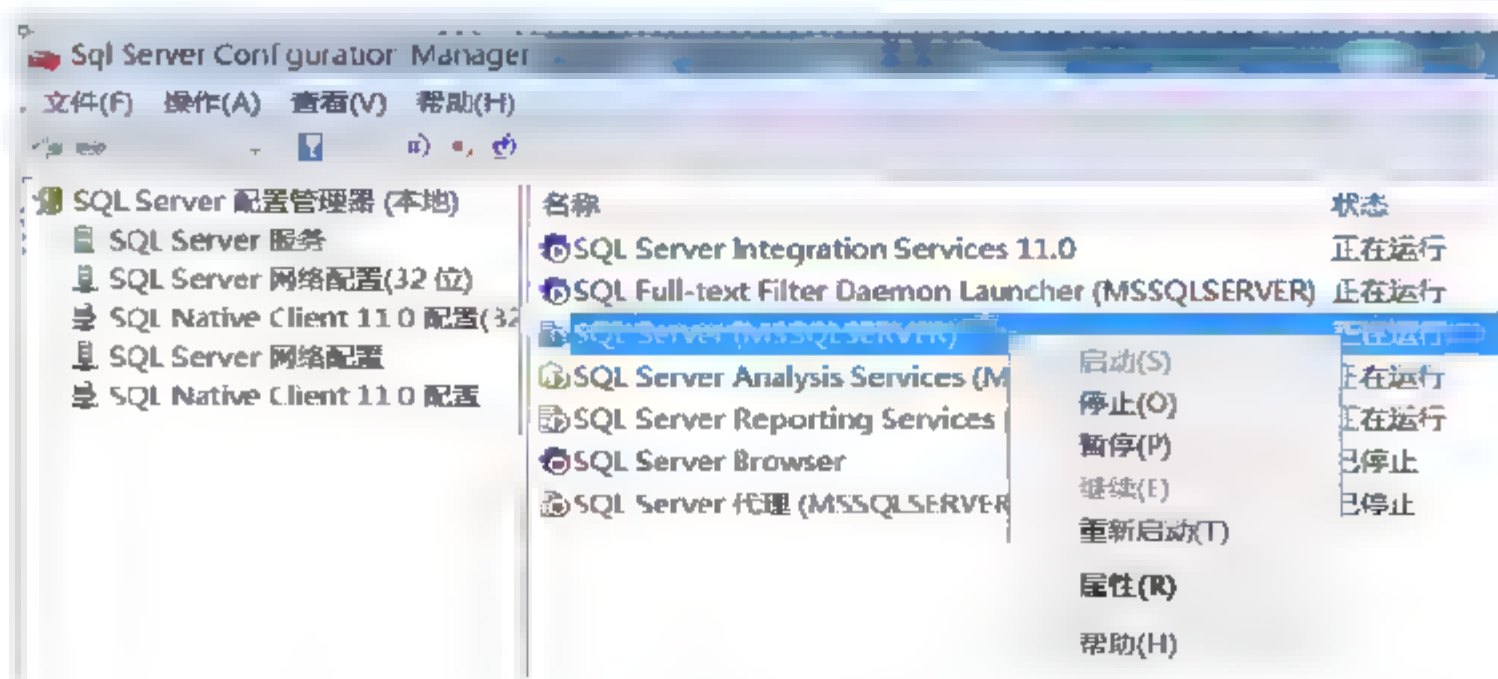 Sql Server Configuration Manager
文件(F) 操作(A) 查看(V) 帮助(H)
SQL Server 配置管理器 (本地)
SQL Server 服务
SQL Server 网络配置(32 位)
SQL Native Client 11.0 配置(32
SQL Server 网络配置
SQL Native Client 11.0 配置
名称 状态
SQL Server Integration Services 11.0 正在运行
SQL Full-text Filter Daemon Launcher (MSSQLSERVER) 正在运行
SQL Server (MSSQLSERVER) 正在运行
SQL Server Analysis Services (M 正在运行
SQL Server Reporting Services ( 正在运行
SQL Server Browser 已停止
SQL Server 代理 (MSSQLSERVER 已停止
启动(S)
停止(O)
暂停(P)
继续(E)
重新启动(T)
属性(R)
帮助(H)